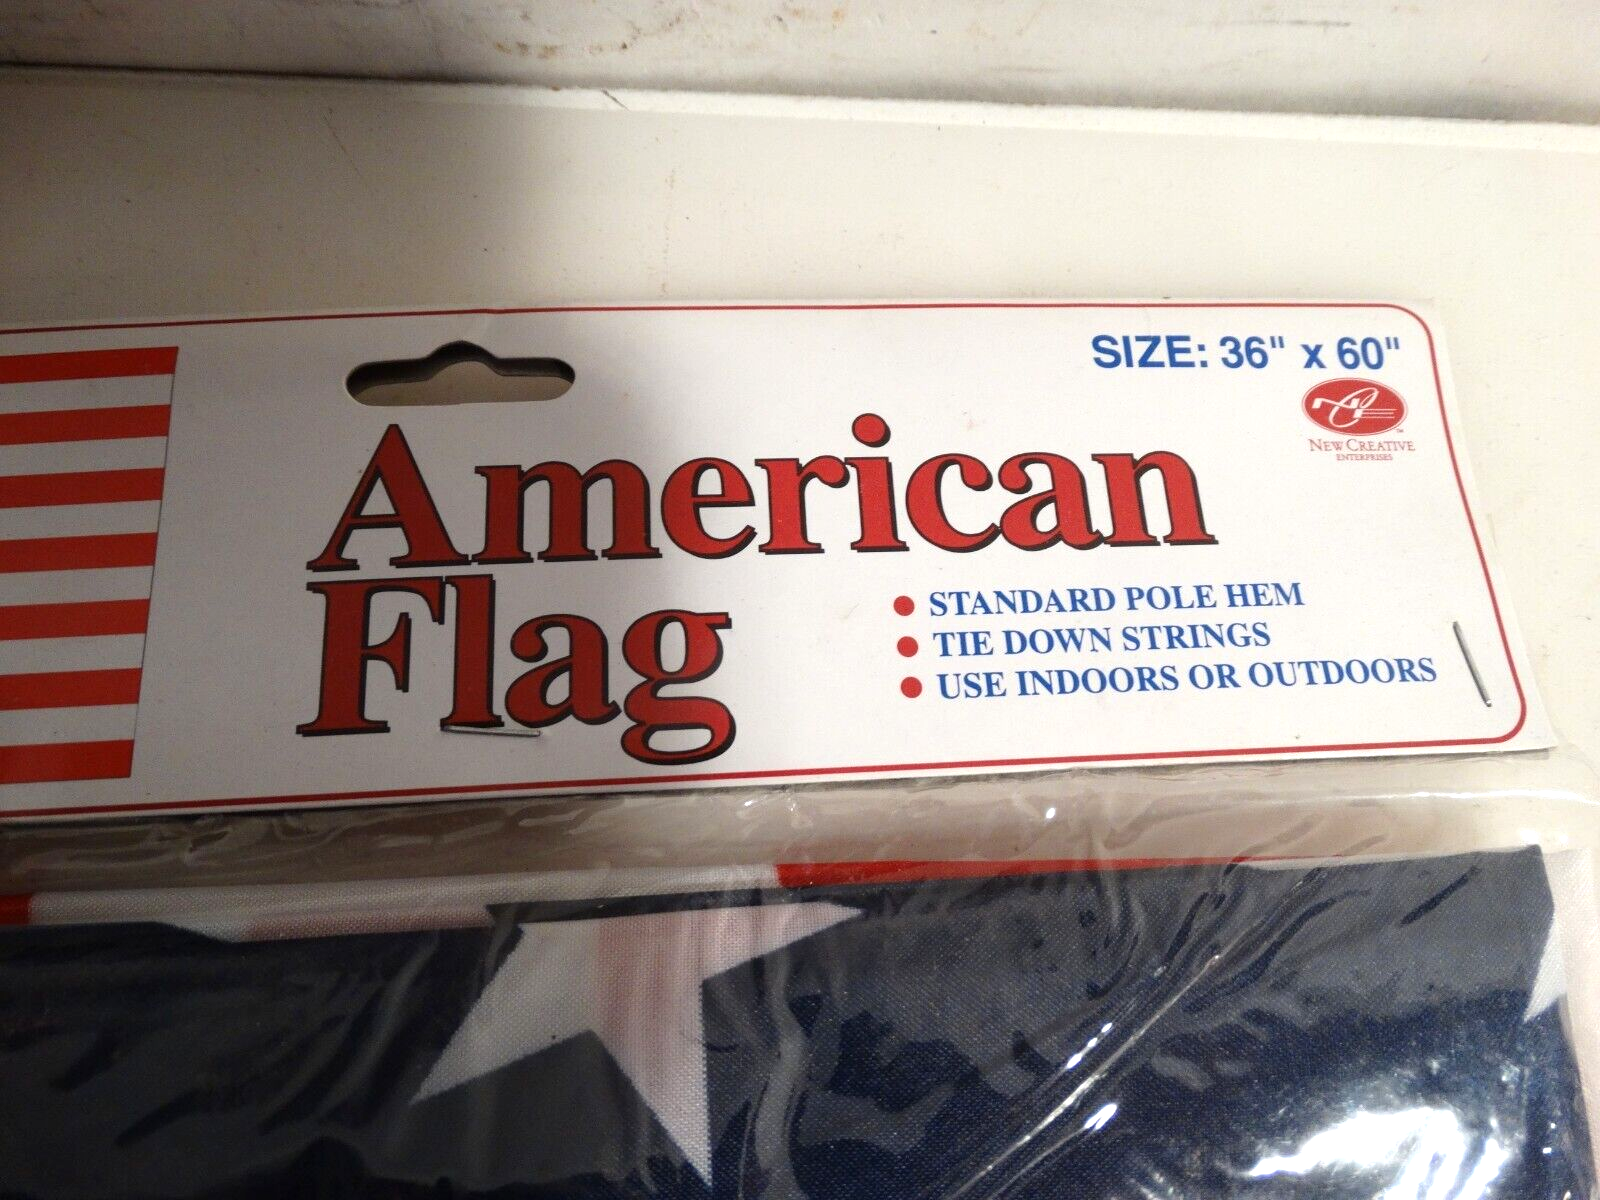 SIZE: 36" x 60"
NEW CREATIVE
ENTERPRISES
American
Flag
STANDARD POLE HEM
TIE DOWN STRINGS
USE INDOORS OR OUTDOORS